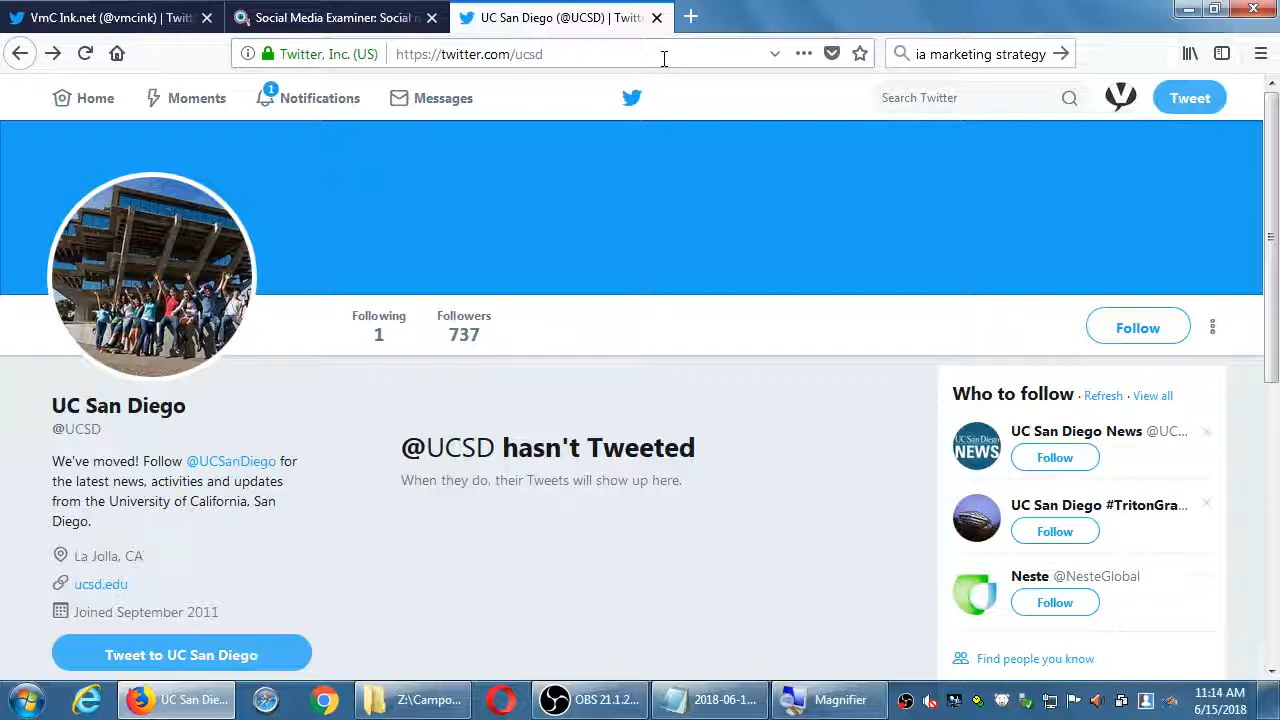 VmC Ink.net (@vmcink) | Twitt
Social Media Examiner: Social r
UC San Diego (@UCSD) | Twitte
Twitter, Inc. (US)
https://twitter.com/ucsd
ia marketing strategy
Home
Moments
1
Notifications
Messages
Search Twitter
Tweet
Following
1
Followers
737
Follow
UC San Diego
@UCSD
We've moved! Follow @UCSanDiego for
the latest news, activities and updates
from the University of California, San
Diego.
La Jolla, CA
ucsd.edu
Joined September 2011
Tweet to UC San Diego
@UCSD hasn't Tweeted
When they do, their Tweets will show up here.
Who to follow · Refresh · View all
UC San Diego
NEWS
UC San Diego News @UC...
Follow
UC San Diego #TritonGra...
Follow
Neste @NesteGlobal
Follow
Find people you know
UC San Die...
Z:\Campo...
OBS 21.1.2...
2018-06-1...
Magnifier
11:14 AM
6/15/2018